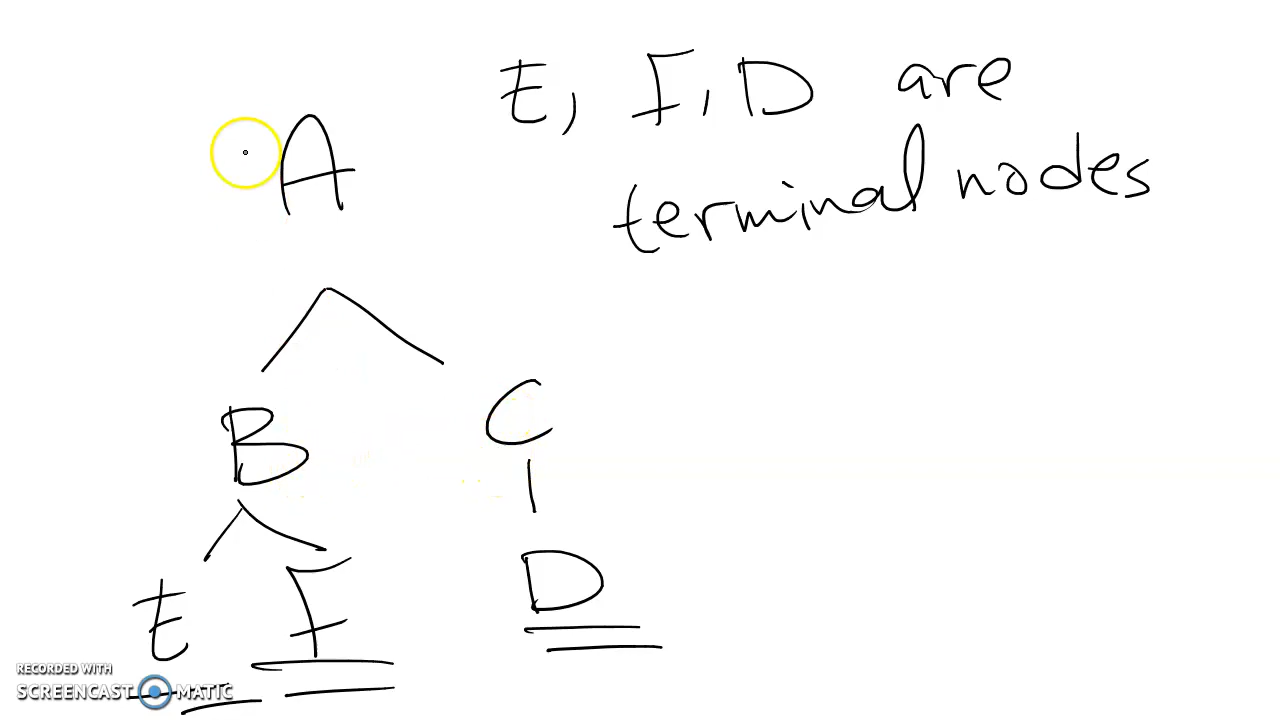 E, F, D are
terminal nodes
A
B C
E F D
RECORDED WITH
SCREENCAST MATIC